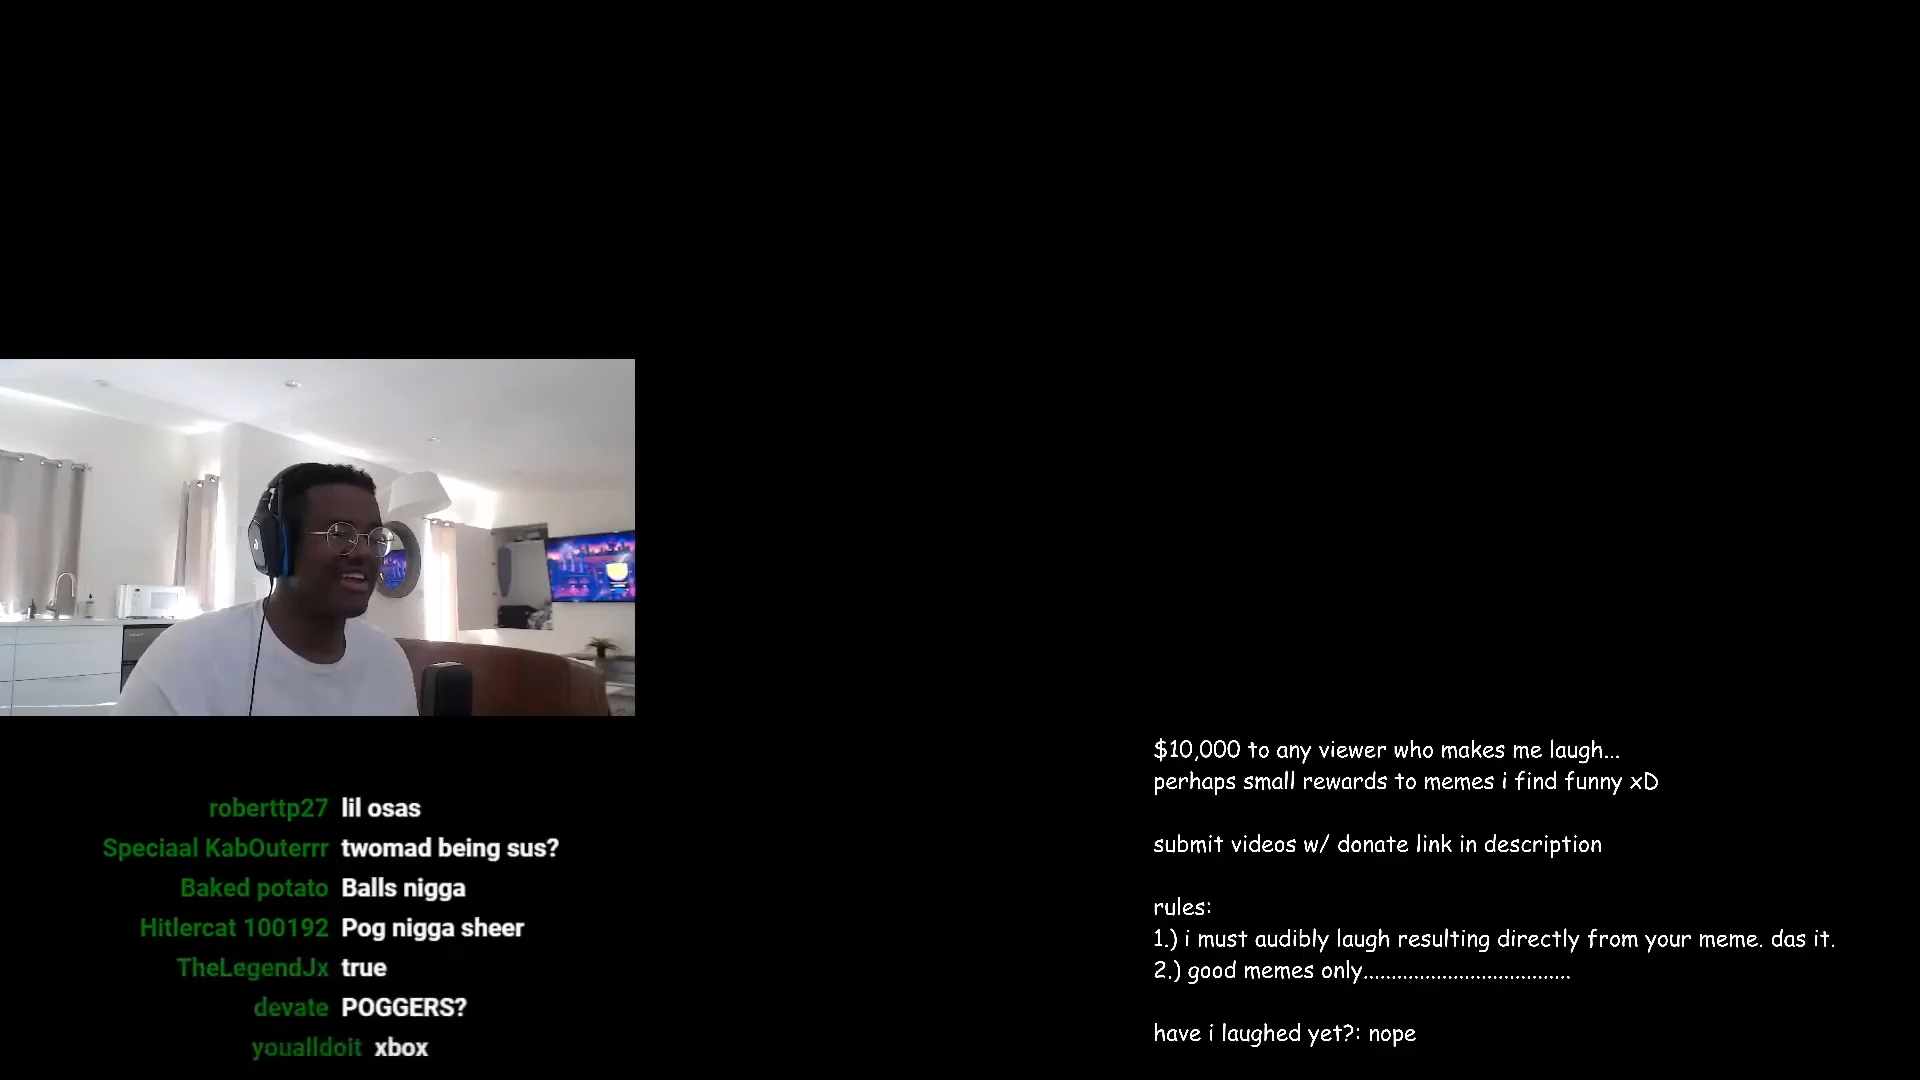 roberttp27 lil osas
Speciaal KabOuterrr twomad being sus?
Baked potato Balls nigga
Hitlercat 100192 Pog nigga sheer
TheLegendJx true
devate POGGERS?
youalldoit xbox
$10,000 to any viewer who makes me laugh...
perhaps small rewards to memes i find funny xD
submit videos w/ donate link in description
rules:
1.) i must audibly laugh resulting directly from your meme. das it.
2.) good memes only.....................................
have i laughed yet?: nope